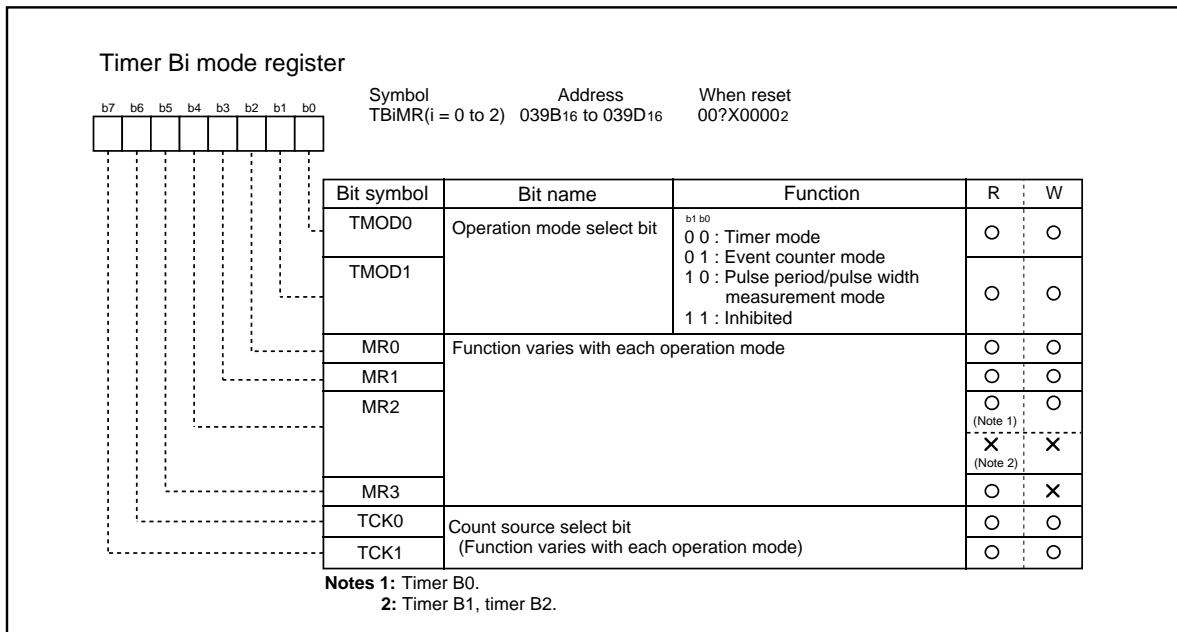 Timer Bi mode register
Symbol Address When reset
TBiMR(i = 0 to 2) 039B16 to 039D16 00?X00002
b7 b6 b5 b4 b3 b2 b1 b0
Bit symbol Bit name Function R W
TMOD0 Operation mode select bit
b1 b0
0 0 : Timer mode
0 1 : Event counter mode
TMOD1
1 0 : Pulse period/pulse width
measurement mode
1 1 : Inhibited
MR0 Function varies with each operation mode
MR1
MR2
(Note 1)
(Note 2)
MR3
TCK0 Count source select bit
(Function varies with each operation mode)
TCK1
Notes 1: Timer B0.
2: Timer B1, timer B2.